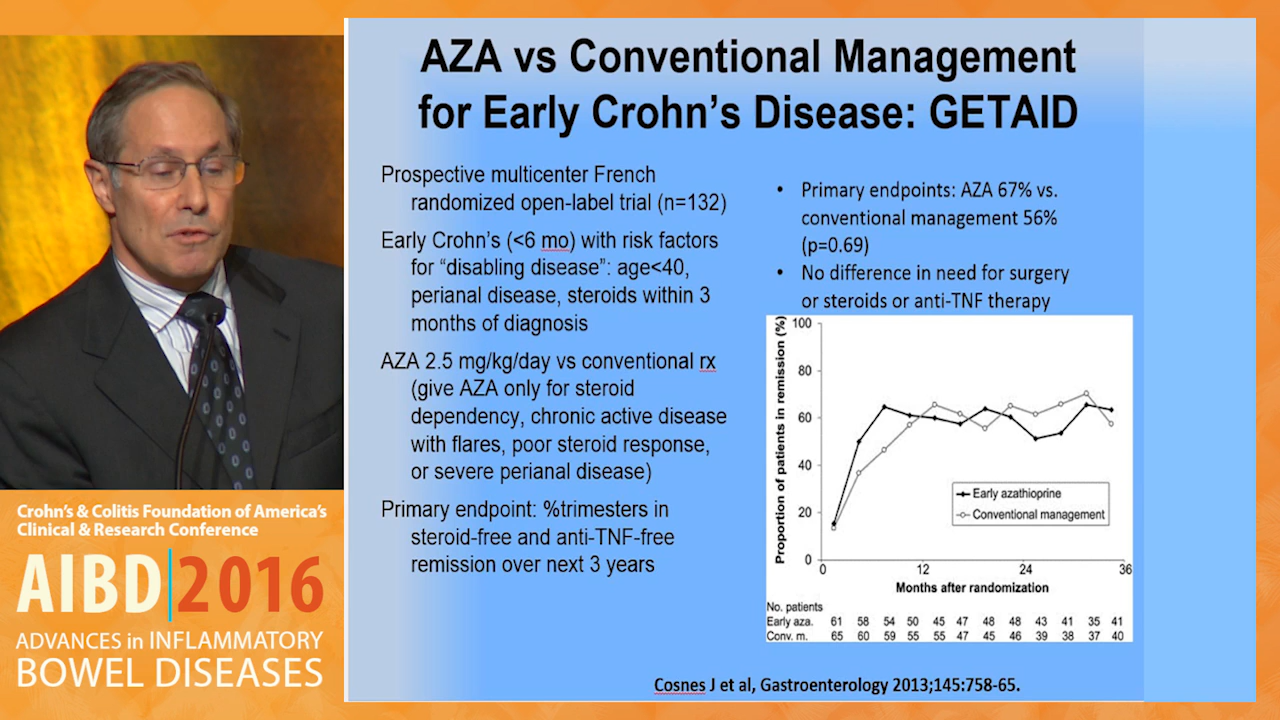 AZA vs Conventional Management
for Early Crohn's Disease: GETAID
Prospective multicenter French
randomized open-label trial (n=132)
Early Crohn's (<6 mo) with risk factors
for “disabling disease”: age<40,
perianal disease, steroids within 3
months of diagnosis
AZA 2.5 mg/kg/day vs conventional rx
(give AZA only for steroid
dependency, chronic active disease
with flares, poor steroid response,
or severe perianal disease)
Primary endpoint: %trimesters in
steroid-free and anti-TNF-free
remission over next 3 years
• Primary endpoints: AZA 67% vs.
conventional management 56%
(p=0.69)
• No difference in need for surgery
or steroids or anti-TNF therapy
Proportion of patients in remission (%)
100
80
60
40
20
0
Early azathioprine
Conventional management
0 12 24 36
Months after randomization
No. patients
Early aza. 61 58 54 50 45 47 48 48 43 41 35 41
Conv. m. 65 60 59 55 55 47 45 46 39 38 37 40
Cosnes J et al, Gastroenterology 2013;145:758-65.
Crohn's & Colitis Foundation of America's
Clinical & Research Conference
AIBD|2016
ADVANCES in INFLAMMATORY
BOWEL DISEASES